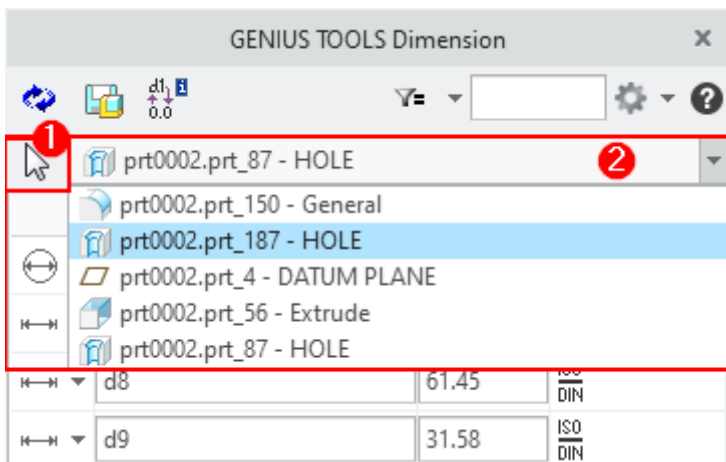 GENIUS TOOLS Dimension
d1 i
0.0
=
1
prt0002.prt_87 - HOLE 2
prt0002.prt_150 - General
prt0002.prt_187 - HOLE
prt0002.prt_4 - DATUM PLANE
prt0002.prt_56 - Extrude
prt0002.prt_87 - HOLE
d8 61.45 DIN
d9 31.58 ISO DIN